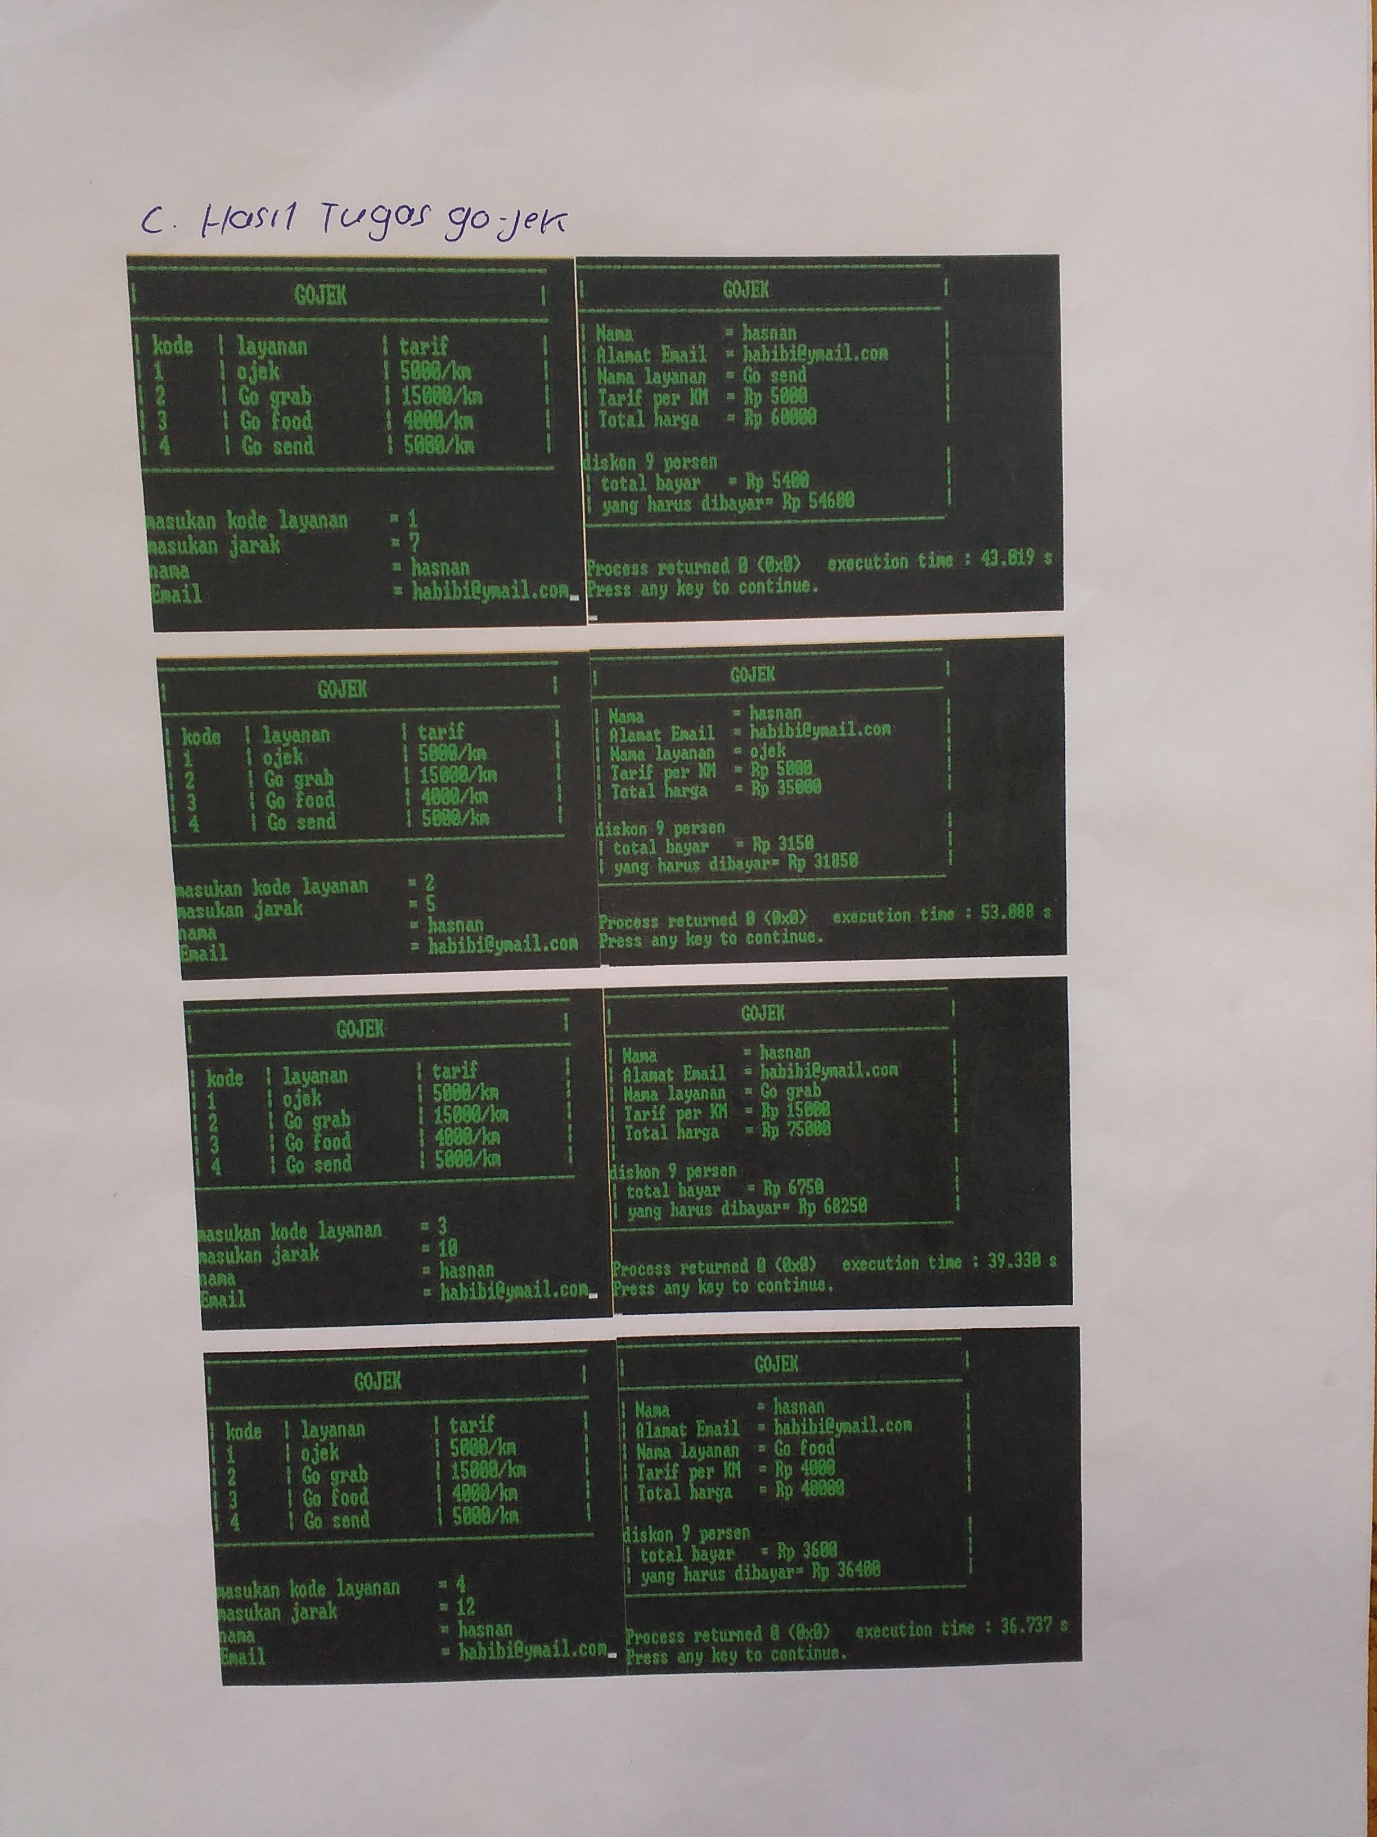 C. Hasil Tugas go-jek
GOJEK
| kode | layanan | tarif |
| 1 | ojek | 5000/km |
| 2 | Go grab | 15000/km |
| 3 | Go food | 4000/km |
| 4 | Go send | 5000/km |
masukan kode layanan = 1
masukan jarak = 7
nama = hasnan
Email = habibi@ymail.com_
GOJEK
| Nama = hasnan
| Alamat Email = habibi@ymail.com
| Nama layanan = Go send
| Tarif per KM = Rp 5000
| Total harga = Rp 60000
diskon 9 persen
| total bayar = Rp 5400
| yang harus dibayar= Rp 54600
Process returned 0 (0x0) execution time : 43.019 s
Press any key to continue.
GOJEK
| kode | layanan | tarif |
| 1 | ojek | 5000/km |
| 2 | Go grab | 15000/km |
| 3 | Go food | 4000/km |
| 4 | Go send | 5000/km |
masukan kode layanan = 2
masukan jarak = 5
nama = hasnan
Email = habibi@ymail.com
GOJEK
| Nama = hasnan
| Alamat Email = habibi@ymail.com
| Nama layanan = ojek
| Tarif per KM = Rp 5000
| Total harga = Rp 35000
diskon 9 persen
| total bayar = Rp 3150
| yang harus dibayar= Rp 31850
Process returned 0 (0x0) execution time : 53.088 s
Press any key to continue.
GOJEK
| kode | layanan | tarif |
| 1 | ojek | 5000/km |
| 2 | Go grab | 15000/km |
| 3 | Go food | 4000/km |
| 4 | Go send | 5000/km |
masukan kode layanan = 3
masukan jarak = 10
nama = hasnan
Email = habibi@ymail.com_
GOJEK
| Nama = hasnan
| Alamat Email = habibi@ymail.com
| Nama layanan = Go grab
| Tarif per KM = Rp 15000
| Total harga = Rp 75000
diskon 9 persen
| total bayar = Rp 6750
| yang harus dibayar= Rp 68250
Process returned 0 (0x0) execution time : 39.330 s
Press any key to continue.
GOJEK
| kode | layanan | tarif |
| 1 | ojek | 5000/km |
| 2 | Go grab | 15000/km |
| 3 | Go food | 4000/km |
| 4 | Go send | 5000/km |
masukan kode layanan = 4
masukan jarak = 12
nama = hasnan
Email = habibi@ymail.com_
GOJEK
| Nama = hasnan
| Alamat Email = habibi@ymail.com
| Nama layanan = Go food
| Tarif per KM = Rp 4000
| Total harga = Rp 40000
diskon 9 persen
| total bayar = Rp 3600
| yang harus dibayar= Rp 36400
Process returned 0 (0x0) execution time : 36.737 s
Press any key to continue.